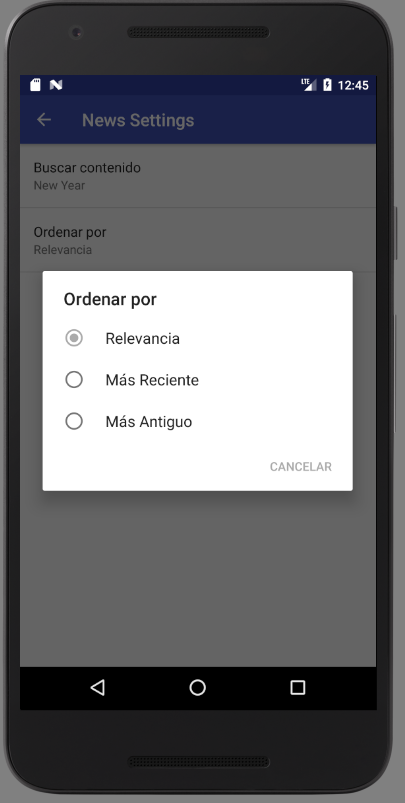 LTE 12:45
News Settings
Buscar contenido
New Year
Ordenar por
Relevancia
Ordenar por
Relevancia
Más Reciente
Más Antiguo
CANCELAR